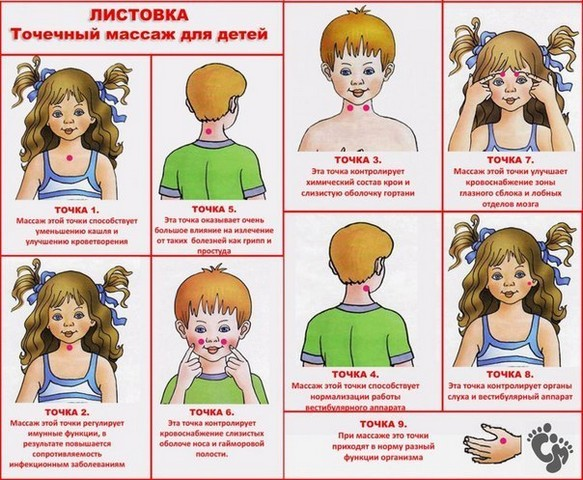 ЛИСТОВКА
Точечный массаж для детей
ТОЧКА 1.
Массаж этой точки способствует
уменьшению кашля и
улучшению кроветворения
ТОЧКА 5.
Эта точка оказывает очень
большое влияние на излечение
от таких болезней как грипп и
простуда
ТОЧКА 3.
Эта точка контролирует
химический состав крои и
слизистую оболочку гортани
ТОЧКА 7.
Массаж этой точки улучшает
кровоснабжение зоны
глазного сблока и лобных
отделов мозга
ТОЧКА 2.
Массаж этой точки регулирует
имунные функции, в
результате повышается
сопротивляемость
инфекционным заболеваниям
ТОЧКА 6.
Эта точка контролирует
кровоснабжение слизистых
оболоче носа и гайморовой
полости.
ТОЧКА 4.
Массаж этой точки способствует
нормализации работы
вестибулярного аппарата
ТОЧКА 8.
Эта точка контролирует органы
слуха и вестибулярный аппарат
ТОЧКА 9.
При массаже это точки
приходят в норму разный
функции организма